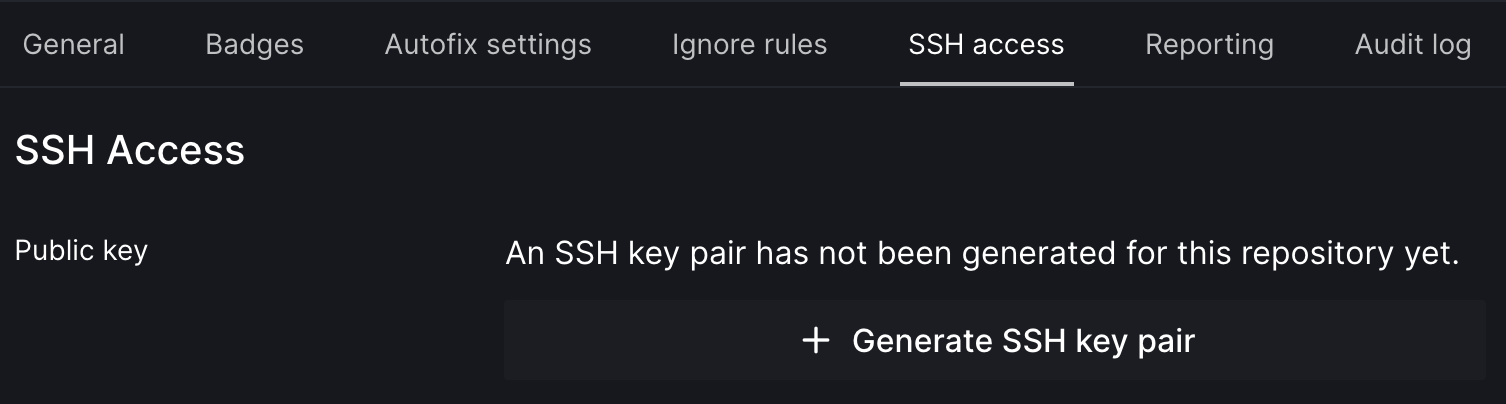 General Badges Autofix settings Ignore rules SSH access Reporting Audit log
SSH Access
Public key An SSH key pair has not been generated for this repository yet.
+ Generate SSH key pair